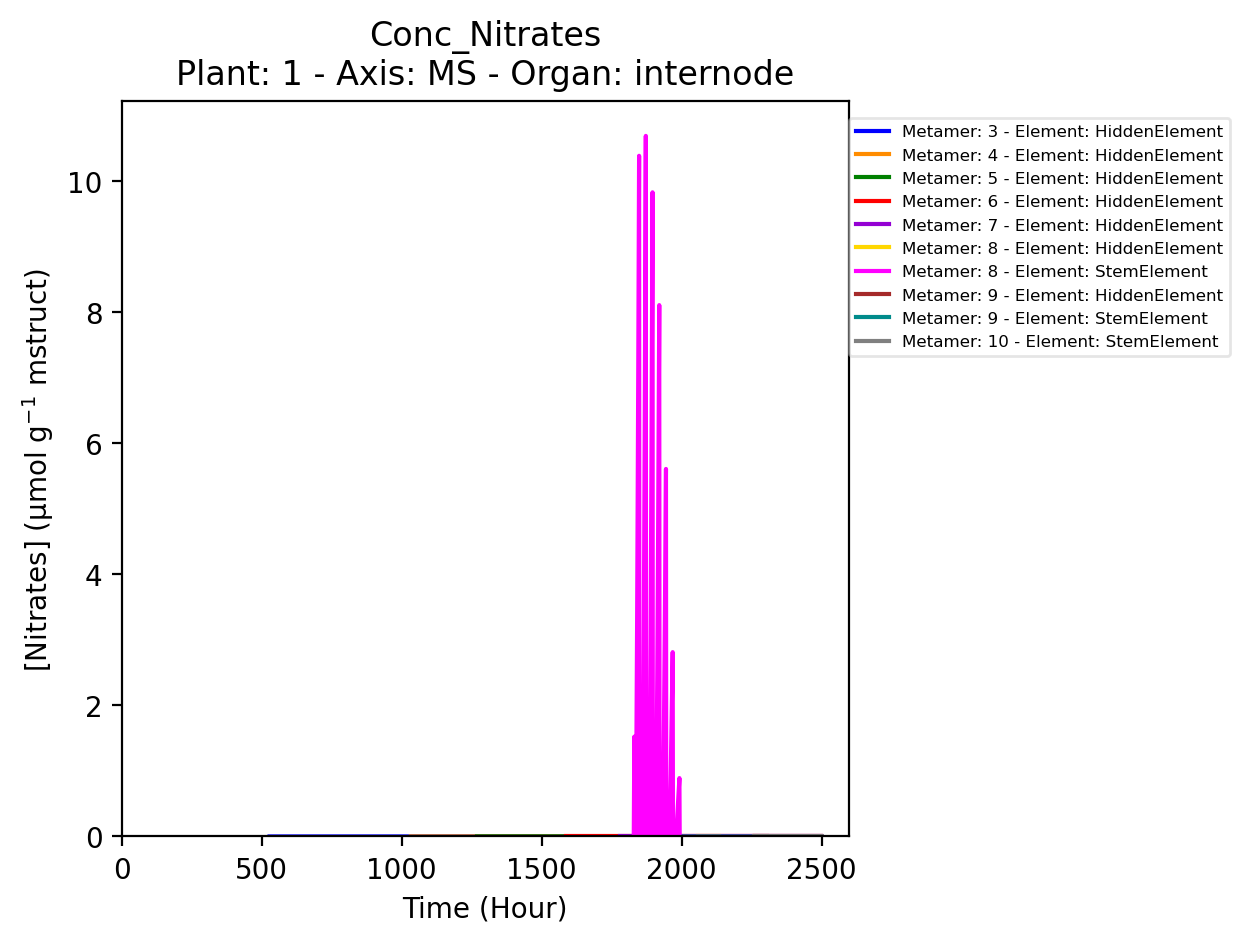 Conc_Nitrates
Plant: 1 - Axis: MS - Organ: internode
[Nitrates] (µmol g⁻¹ mstruct)
10
8
6
4
2
0
0 500 1000 1500 2000 2500
Time (Hour)
Metamer: 3 - Element: HiddenElement
Metamer: 4 - Element: HiddenElement
Metamer: 5 - Element: HiddenElement
Metamer: 6 - Element: HiddenElement
Metamer: 7 - Element: HiddenElement
Metamer: 8 - Element: HiddenElement
Metamer: 8 - Element: StemElement
Metamer: 9 - Element: HiddenElement
Metamer: 9 - Element: StemElement
Metamer: 10 - Element: StemElement